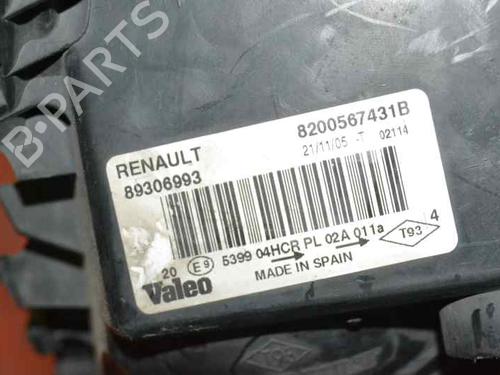 B-PARTS
RENAULT
8200567431B
89306993
21/11/05 -T 02114
20 E9 5399 04HCR PL 02A 011a T93 4
Valeo
MADE IN SPAIN
T93